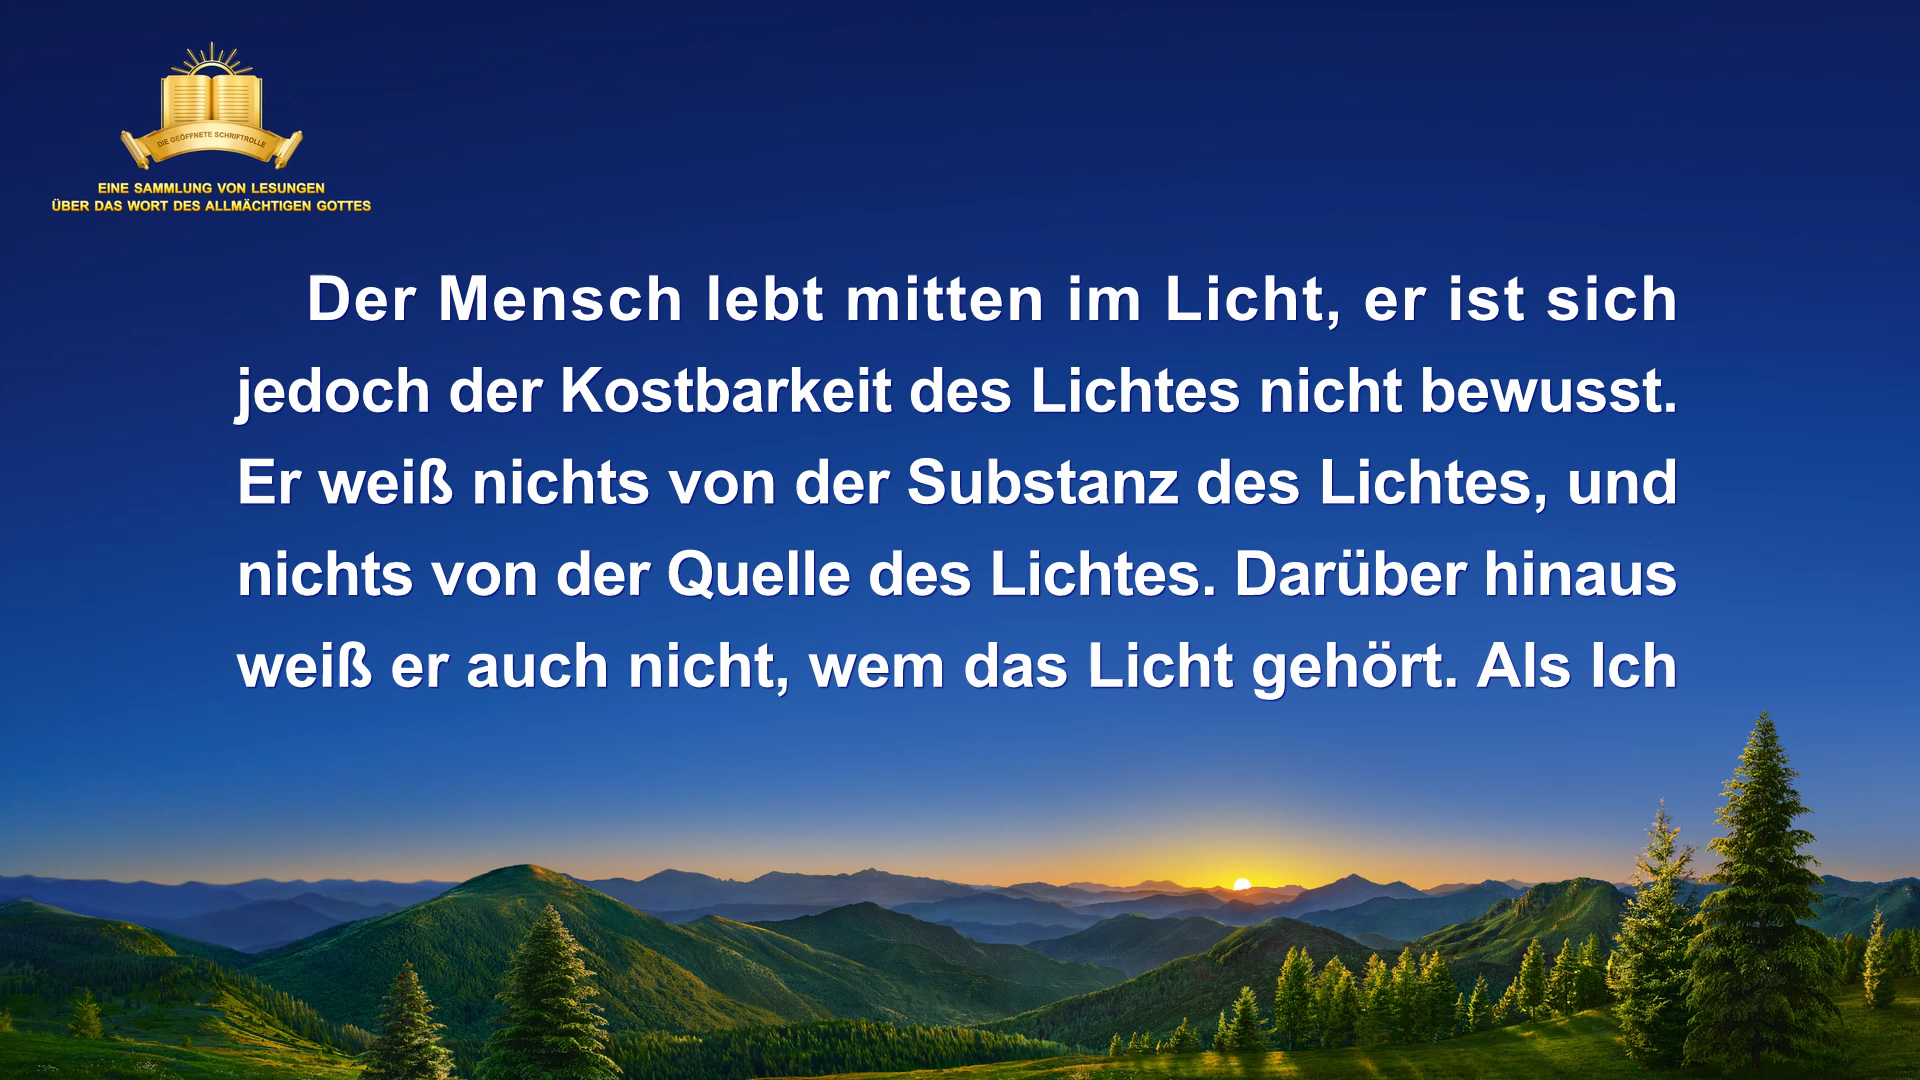 DIE GEÖFFNETE SCHRIFTROLLE
EINE SAMMLUNG VON LESUNGEN
ÜBER DAS WORT DES ALLMÄCHTIGEN GOTTES
Der Mensch lebt mitten im Licht, er ist sich
jedoch der Kostbarkeit des Lichtes nicht bewusst.
Er weiß nichts von der Substanz des Lichtes, und
nichts von der Quelle des Lichtes. Darüber hinaus
weiß er auch nicht, wem das Licht gehört. Als Ich